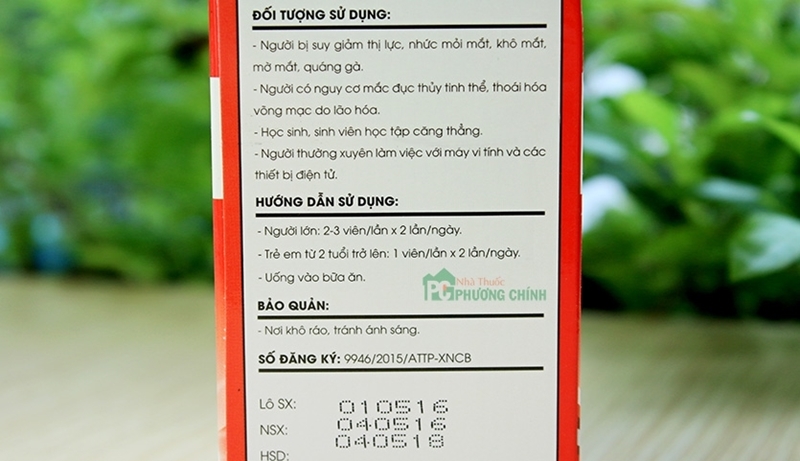 ĐỐI TƯỢNG SỬ DỤNG:
- Người bị suy giảm thị lực, nhức mỏi mắt, khô mắt,
mờ mắt, quáng gà.
- Người có nguy cơ mắc đục thủy tinh thể, thoái hóa
võng mạc do lão hóa.
- Học sinh, sinh viên học tập căng thẳng.
- Người thường xuyên làm việc với máy vi tính và các
thiết bị điện tử.
HƯỚNG DẪN SỬ DỤNG:
- Người lớn: 2-3 viên/lần x 2 lần/ngày.
- Trẻ em từ 2 tuổi trở lên: 1 viên/lần x 2 lần/ngày.
- Uống vào bữa ăn.
Nhà Thuốc
PC PHƯƠNG CHÍNH
BẢO QUẢN:
- Nơi khô ráo, tránh ánh sáng.
SỐ ĐĂNG KÝ: 9946/2015/ATTP-XNCB
Lô SX: 010516
NSX: 040516
HSD: 040518